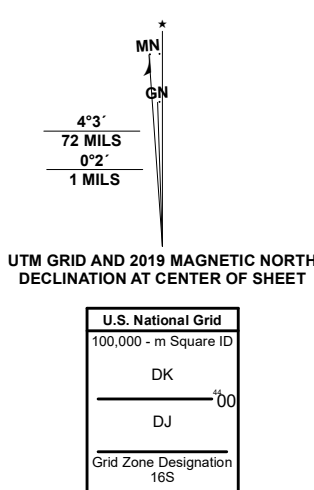 ★
MN
GN
4°3´
72 MILS
0°2´
1 MILS
UTM GRID AND 2019 MAGNETIC NORTH
DECLINATION AT CENTER OF SHEET
U.S. National Grid
100,000 - m Square ID
DK
44 00
DJ
Grid Zone Designation
16S